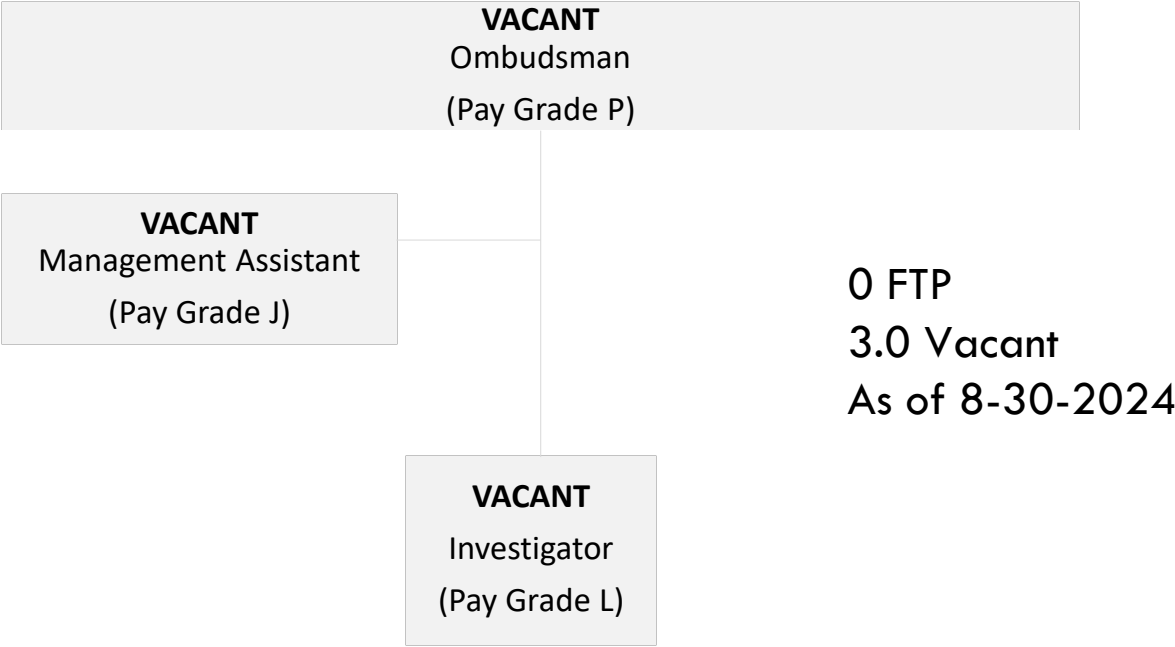 VACANT
Ombudsman
(Pay Grade P)
VACANT
Management Assistant
(Pay Grade J)
0 FTP
3.0 Vacant
As of 8-30-2024
VACANT
Investigator
(Pay Grade L)